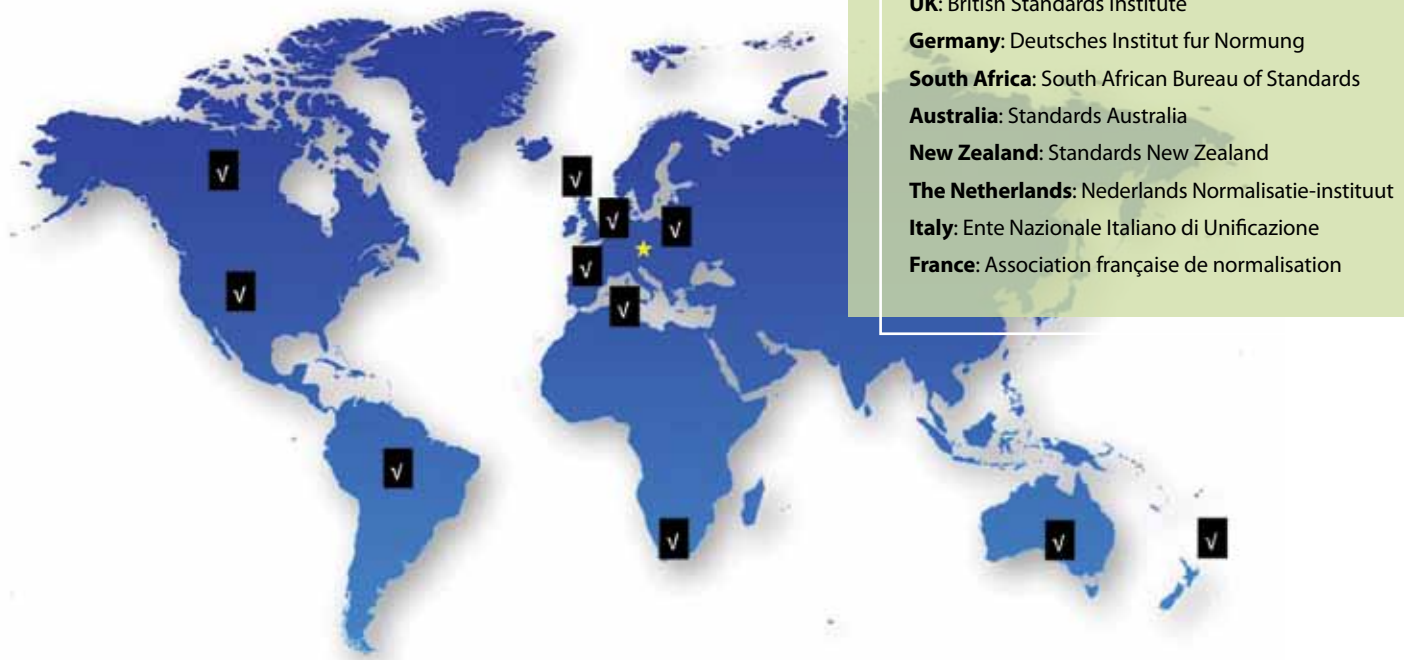 UK: British Standards Institute
Germany: Deutsches Institut fur Normung
South Africa: South African Bureau of Standards
Australia: Standards Australia
New Zealand: Standards New Zealand
The Netherlands: Nederlands Normalisatie-instituut
Italy: Ente Nazionale Italiano di Unificazione
France: Association française de normalisation
√
√
√
√
√
√
√
√
√
√
√